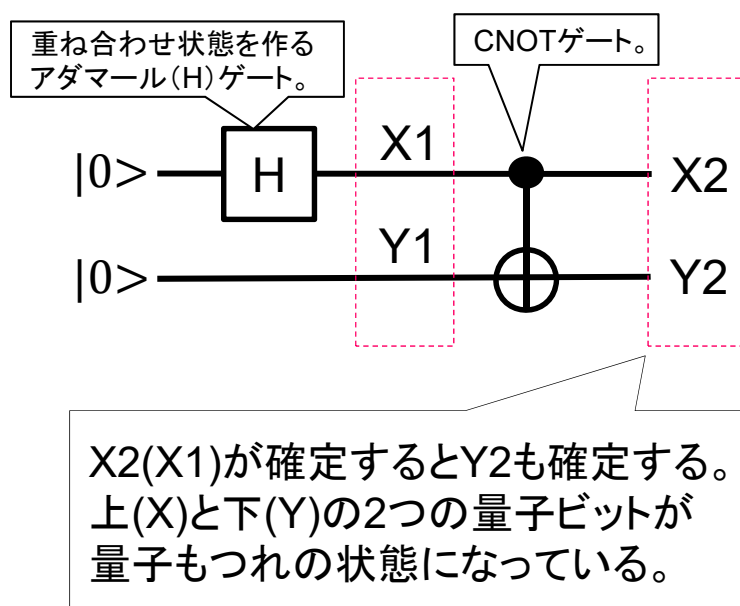 重ね合わせ状態を作る
アダマール(H)ゲート。
CNOTゲート。
|0>
H
X1
X2
|0>
Y1
Y2
X2(X1)が確定するとY2も確定する。
上(X)と下(Y)の2つの量子ビットが
量子もつれの状態になっている。